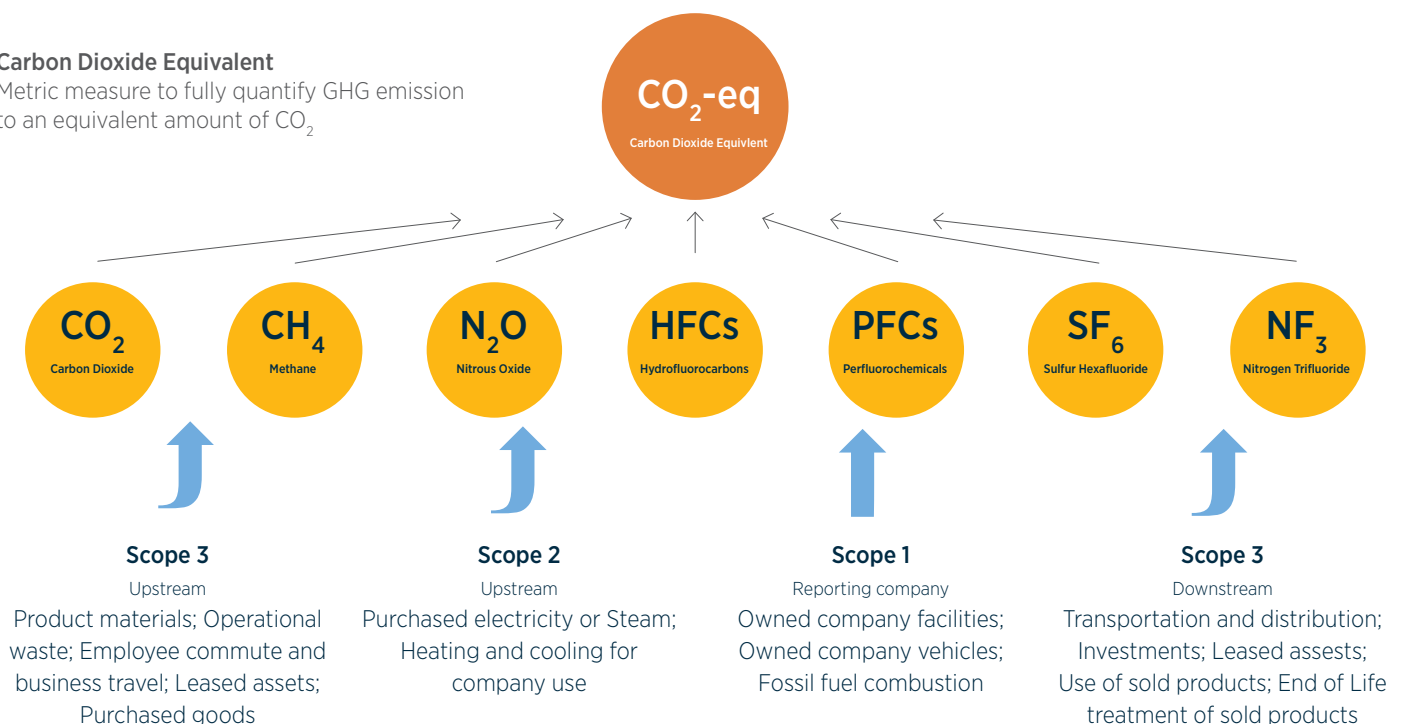 Carbon Dioxide Equivalent
Metric measure to fully quantify GHG emission
to an equivalent amount of CO₂
CO₂-eq
Carbon Dioxide Equivlent
CO₂
Carbon Dioxide
CH₄
Methane
N₂O
Nitrous Oxide
HFCs
Hydrofluorocarbons
PFCs
Perfluorochemicals
SF₆
Sulfur Hexafluoride
NF₃
Nitrogen Trifluoride
Scope 3
Upstream
Product materials; Operational
waste; Employee commute and
business travel; Leased assets;
Purchased goods
Scope 2
Upstream
Purchased electricity or Steam;
Heating and cooling for
company use
Scope 1
Reporting company
Owned company facilities;
Owned company vehicles;
Fossil fuel combustion
Scope 3
Downstream
Transportation and distribution;
Investments; Leased assests;
Use of sold products; End of Life
treatment of sold products